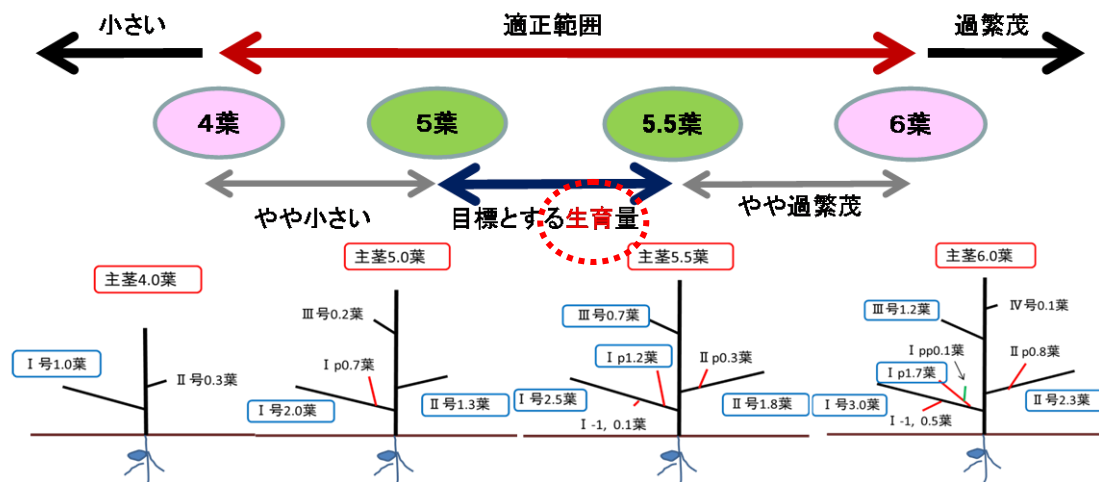 小さい
適正範囲
過繁茂
4葉
5葉
5.5葉
6葉
やや小さい
目標とする生育量
やや過繁茂
主茎4.0葉
Ⅰ号1.0葉
Ⅱ号0.3葉
主茎5.0葉
Ⅲ号0.2葉
Ⅰp0.7葉
Ⅰ号2.0葉
Ⅱ号1.3葉
主茎5.5葉
Ⅲ号0.7葉
Ⅰp1.2葉
Ⅱp0.3葉
Ⅰ号2.5葉
Ⅱ号1.8葉
Ⅰ-1, 0.1葉
主茎6.0葉
Ⅲ号1.2葉
Ⅳ号0.1葉
Ⅰpp0.1葉
Ⅰp1.7葉
Ⅱp0.8葉
Ⅰ号3.0葉
Ⅱ号2.3葉
Ⅰ-1, 0.5葉